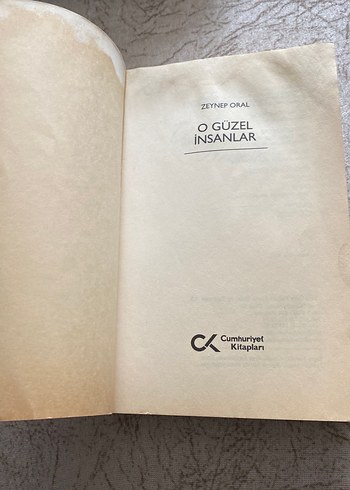 ZEYNEP ORAL
O GÜZEL
İNSANLAR
CK Cumhuriyet
Kitapları